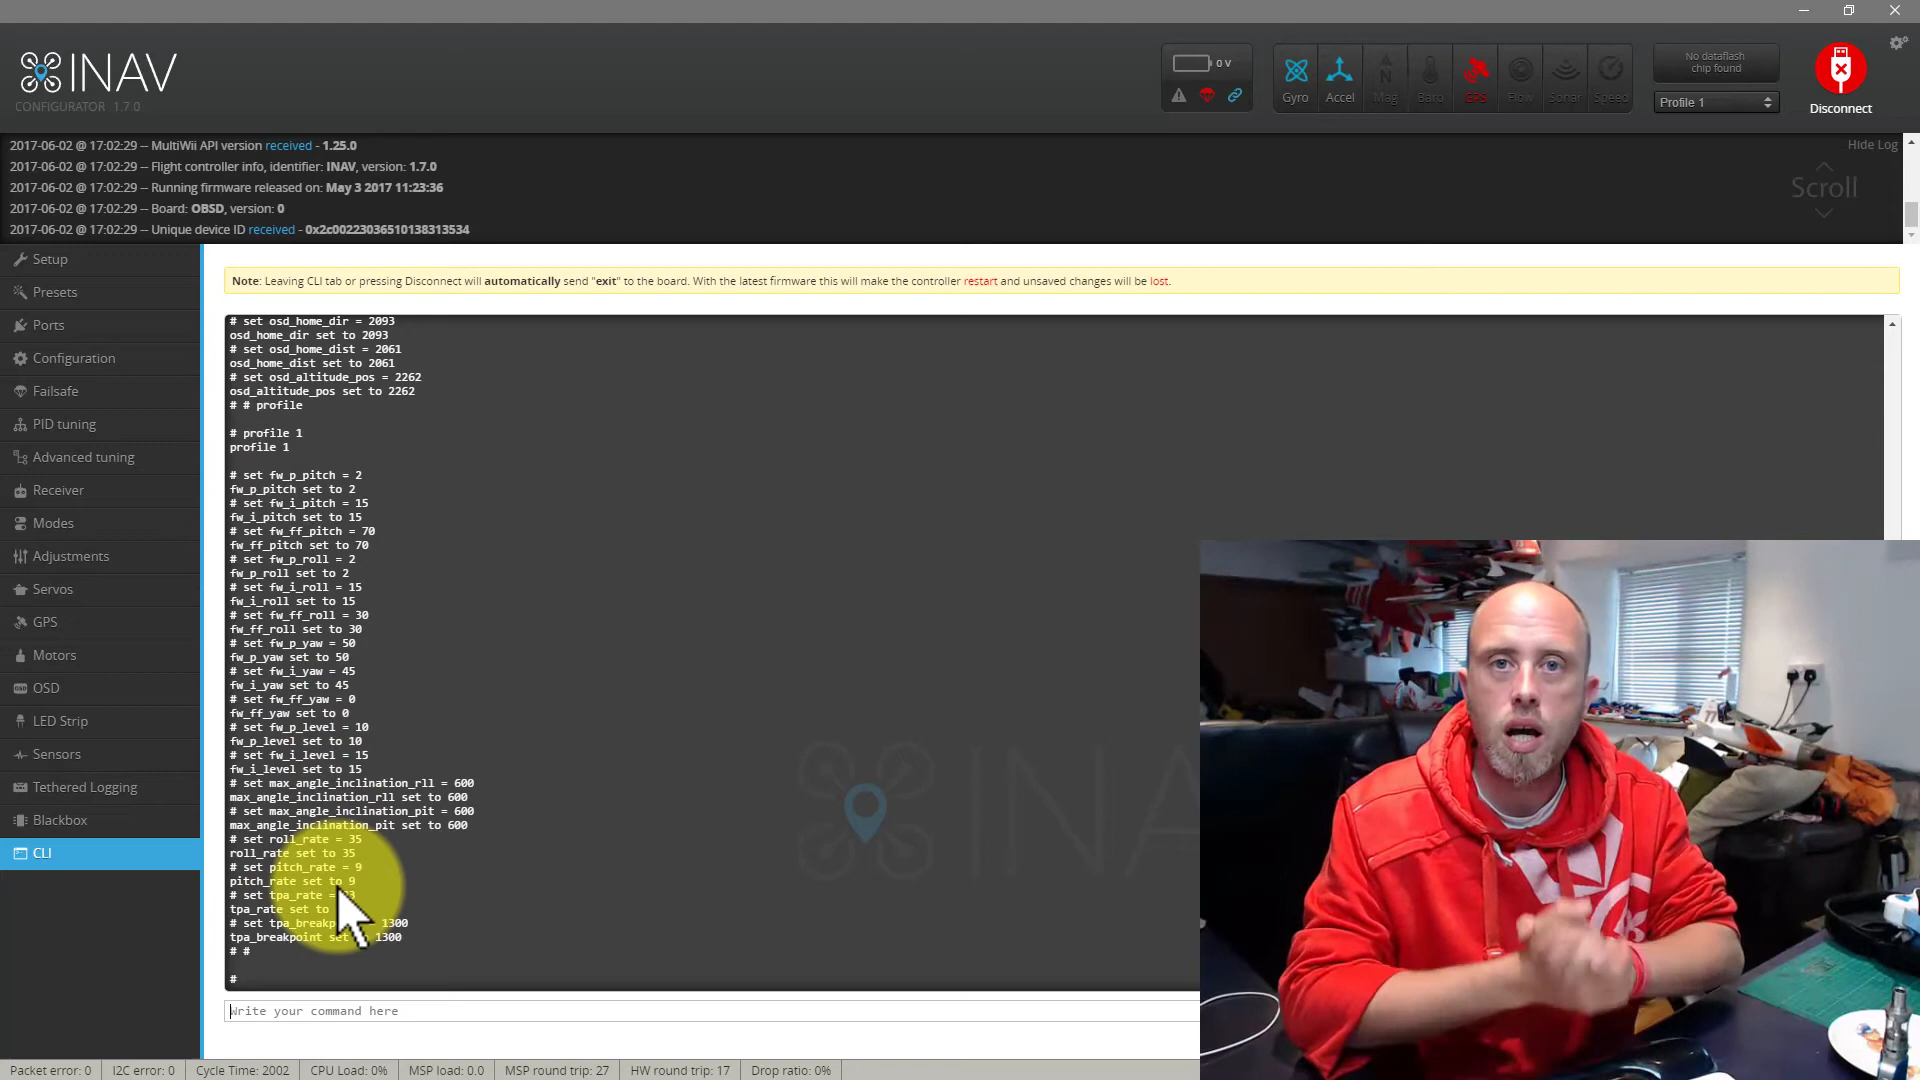 INAV
CONFIGURATOR 1.7.0
0 V
Gyro
Accel
Mag
Baro
GPS
Flow
Sonar
Speed
No dataflash
chip found
Profile 1
Disconnect
2017-06-02 @ 17:02:29 -- MultiWii API version received - 1.25.0
2017-06-02 @ 17:02:29 -- Flight controller info, identifier: INAV, version: 1.7.0
2017-06-02 @ 17:02:29 -- Running firmware released on: May 3 2017 11:23:36
2017-06-02 @ 17:02:29 -- Board: OBSD, version: 0
2017-06-02 @ 17:02:29 -- Unique device ID received - 0x2c00223036510138313534
Hide Log
Scroll
Setup
Presets
Ports
Configuration
Failsafe
PID tuning
Advanced tuning
Receiver
Modes
Adjustments
Servos
GPS
Motors
OSD
LED Strip
Sensors
Tethered Logging
Blackbox
CLI
Note: Leaving CLI tab or pressing Disconnect will automatically send "exit" to the board. With the latest firmware this will make the controller restart and unsaved changes will be lost.
# set osd_home_dir = 2093
osd_home_dir set to 2093
# set osd_home_dist = 2061
osd_home_dist set to 2061
# set osd_altitude_pos = 2262
osd_altitude_pos set to 2262
# # profile
# profile 1
profile 1
# set fw_p_pitch = 2
fw_p_pitch set to 2
# set fw_i_pitch = 15
fw_i_pitch set to 15
# set fw_ff_pitch = 70
fw_ff_pitch set to 70
# set fw_p_roll = 2
fw_p_roll set to 2
# set fw_i_roll = 15
fw_i_roll set to 15
# set fw_ff_roll = 30
fw_ff_roll set to 30
# set fw_p_yaw = 50
fw_p_yaw set to 50
# set fw_i_yaw = 45
fw_i_yaw set to 45
# set fw_ff_yaw = 0
fw_ff_yaw set to 0
# set fw_p_level = 10
fw_p_level set to 10
# set fw_i_level = 15
fw_i_level set to 15
# set max_angle_inclination_rll = 600
max_angle_inclination_rll set to 600
# set max_angle_inclination_pit = 600
max_angle_inclination_pit set to 600
# set roll_rate = 35
roll_rate set to 35
# set pitch_rate = 9
pitch_rate set to 9
# set tpa_rate =
tpa_rate set to
# set 1300
tpa_breakpoint set 1300
# #
#
Write your command here
Packet error: 0
I2C error: 0
Cycle Time: 2002
CPU Load: 0%
MSP load: 0.0
MSP round trip: 27
HW round trip: 17
Drop ratio: 0%